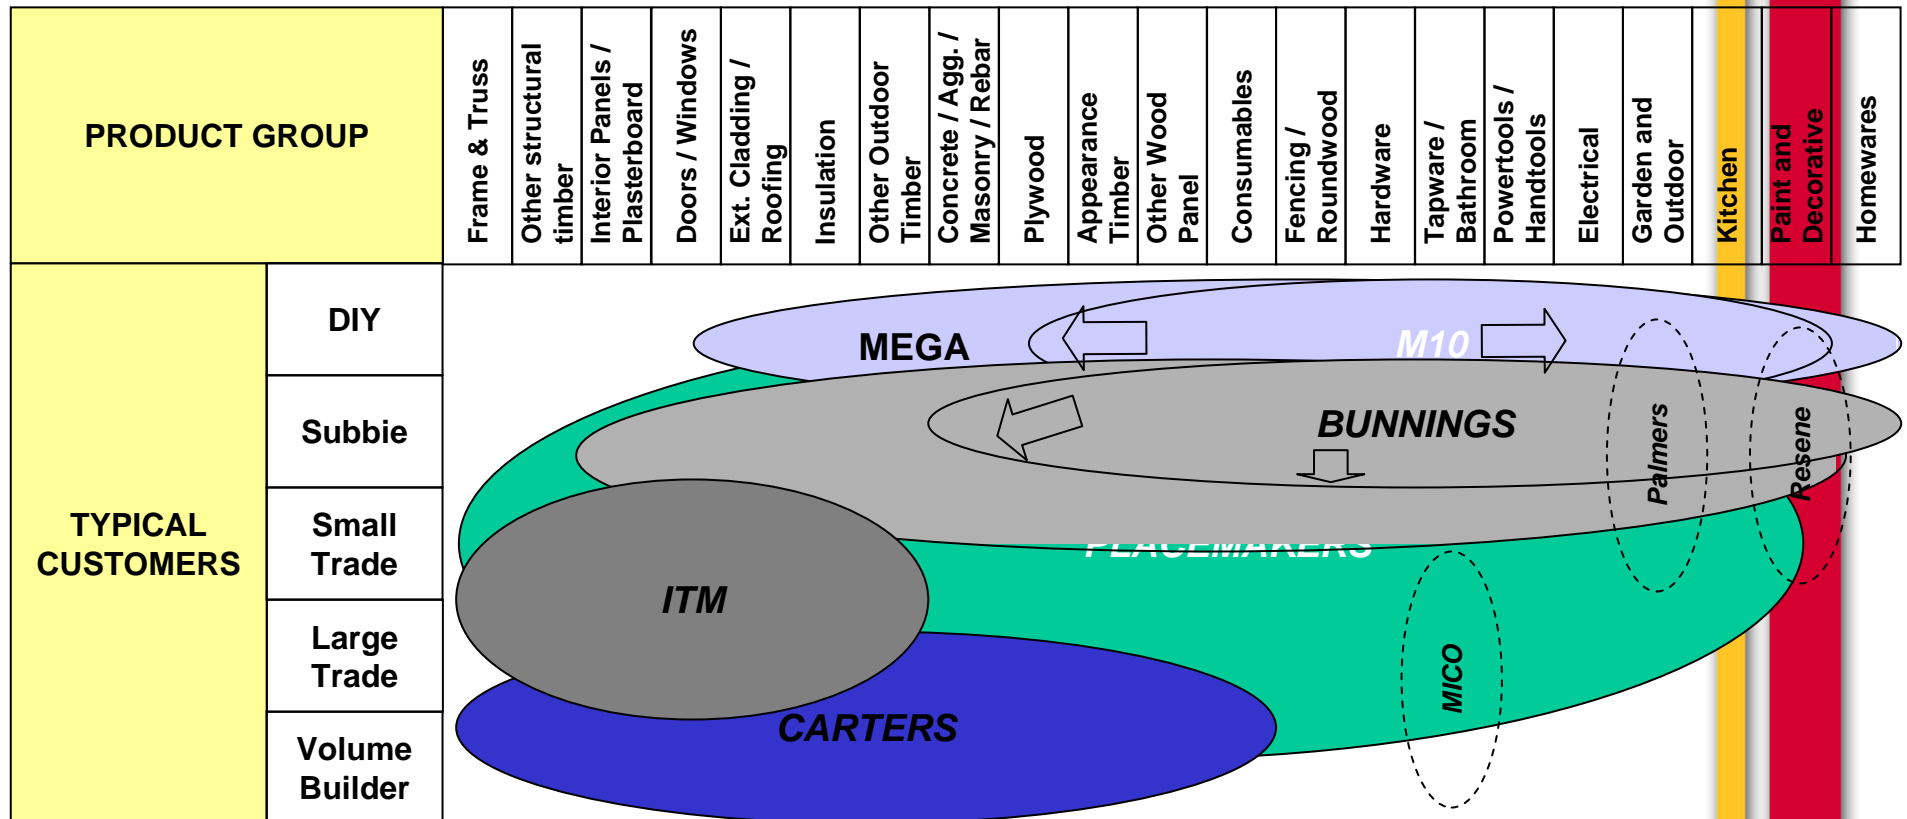 PRODUCT GROUP
Frame & Truss
Other structural
timber
Interior Panels /
Plasterboard
Doors / Windows
Ext. Cladding /
Roofing
Insulation
Other Outdoor
Timber
Concrete / Agg. /
Masonry / Rebar
Plywood
Appearance
Timber
Other Wood
Panel
Consumables
Fencing /
Roundwood
Hardware
Tapware /
Bathroom
Powertools /
Handtools
Electrical
Garden and
Outdoor
Kitchen
Paint and
Decorative
Homewares
TYPICAL
CUSTOMERS
DIY
Subbie
Small
Trade
Large
Trade
Volume
Builder
MEGA
M10
BUNNINGS
Palmers
Resene
PLACEMAKERS
ITM
MICO
CARTERS